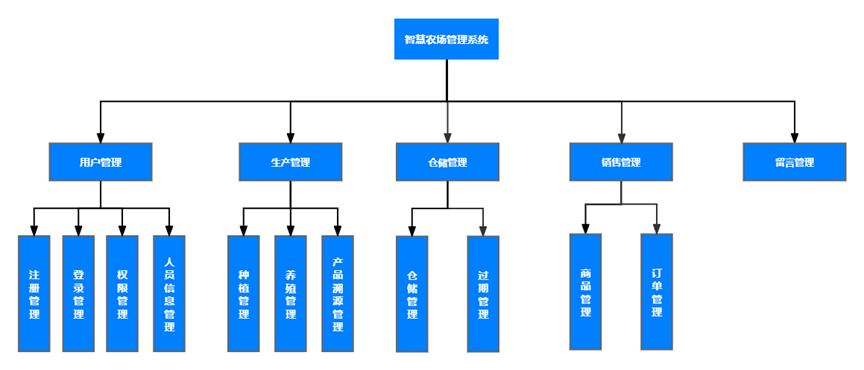 智慧农场管理系统
用户管理
生产管理
仓储管理
销售管理
留言管理
注册管理
登录管理
权限管理
人员信息管理
种植管理
养殖管理
产品溯源管理
仓储管理
过期管理
商品管理
订单管理